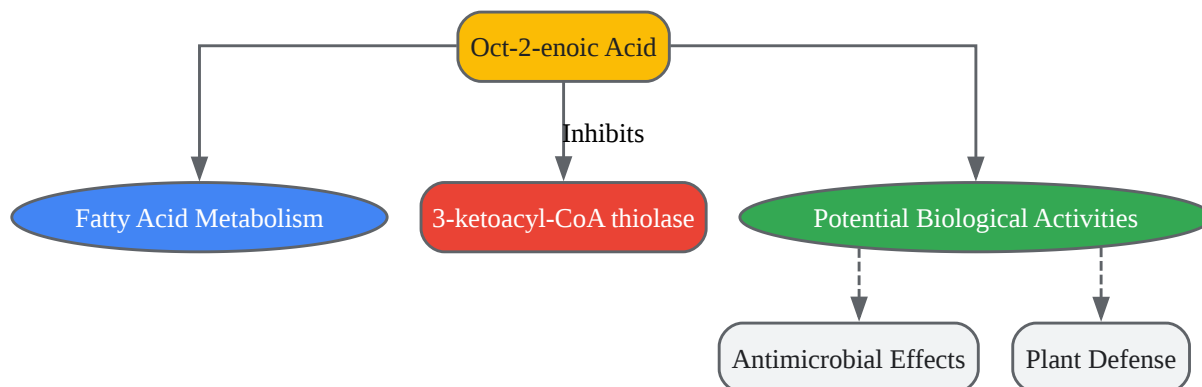 Oct-2-enoic Acid
Inhibits
Fatty Acid Metabolism
3-ketoacyl-CoA thiolase
Potential Biological Activities
Antimicrobial Effects
Plant Defense